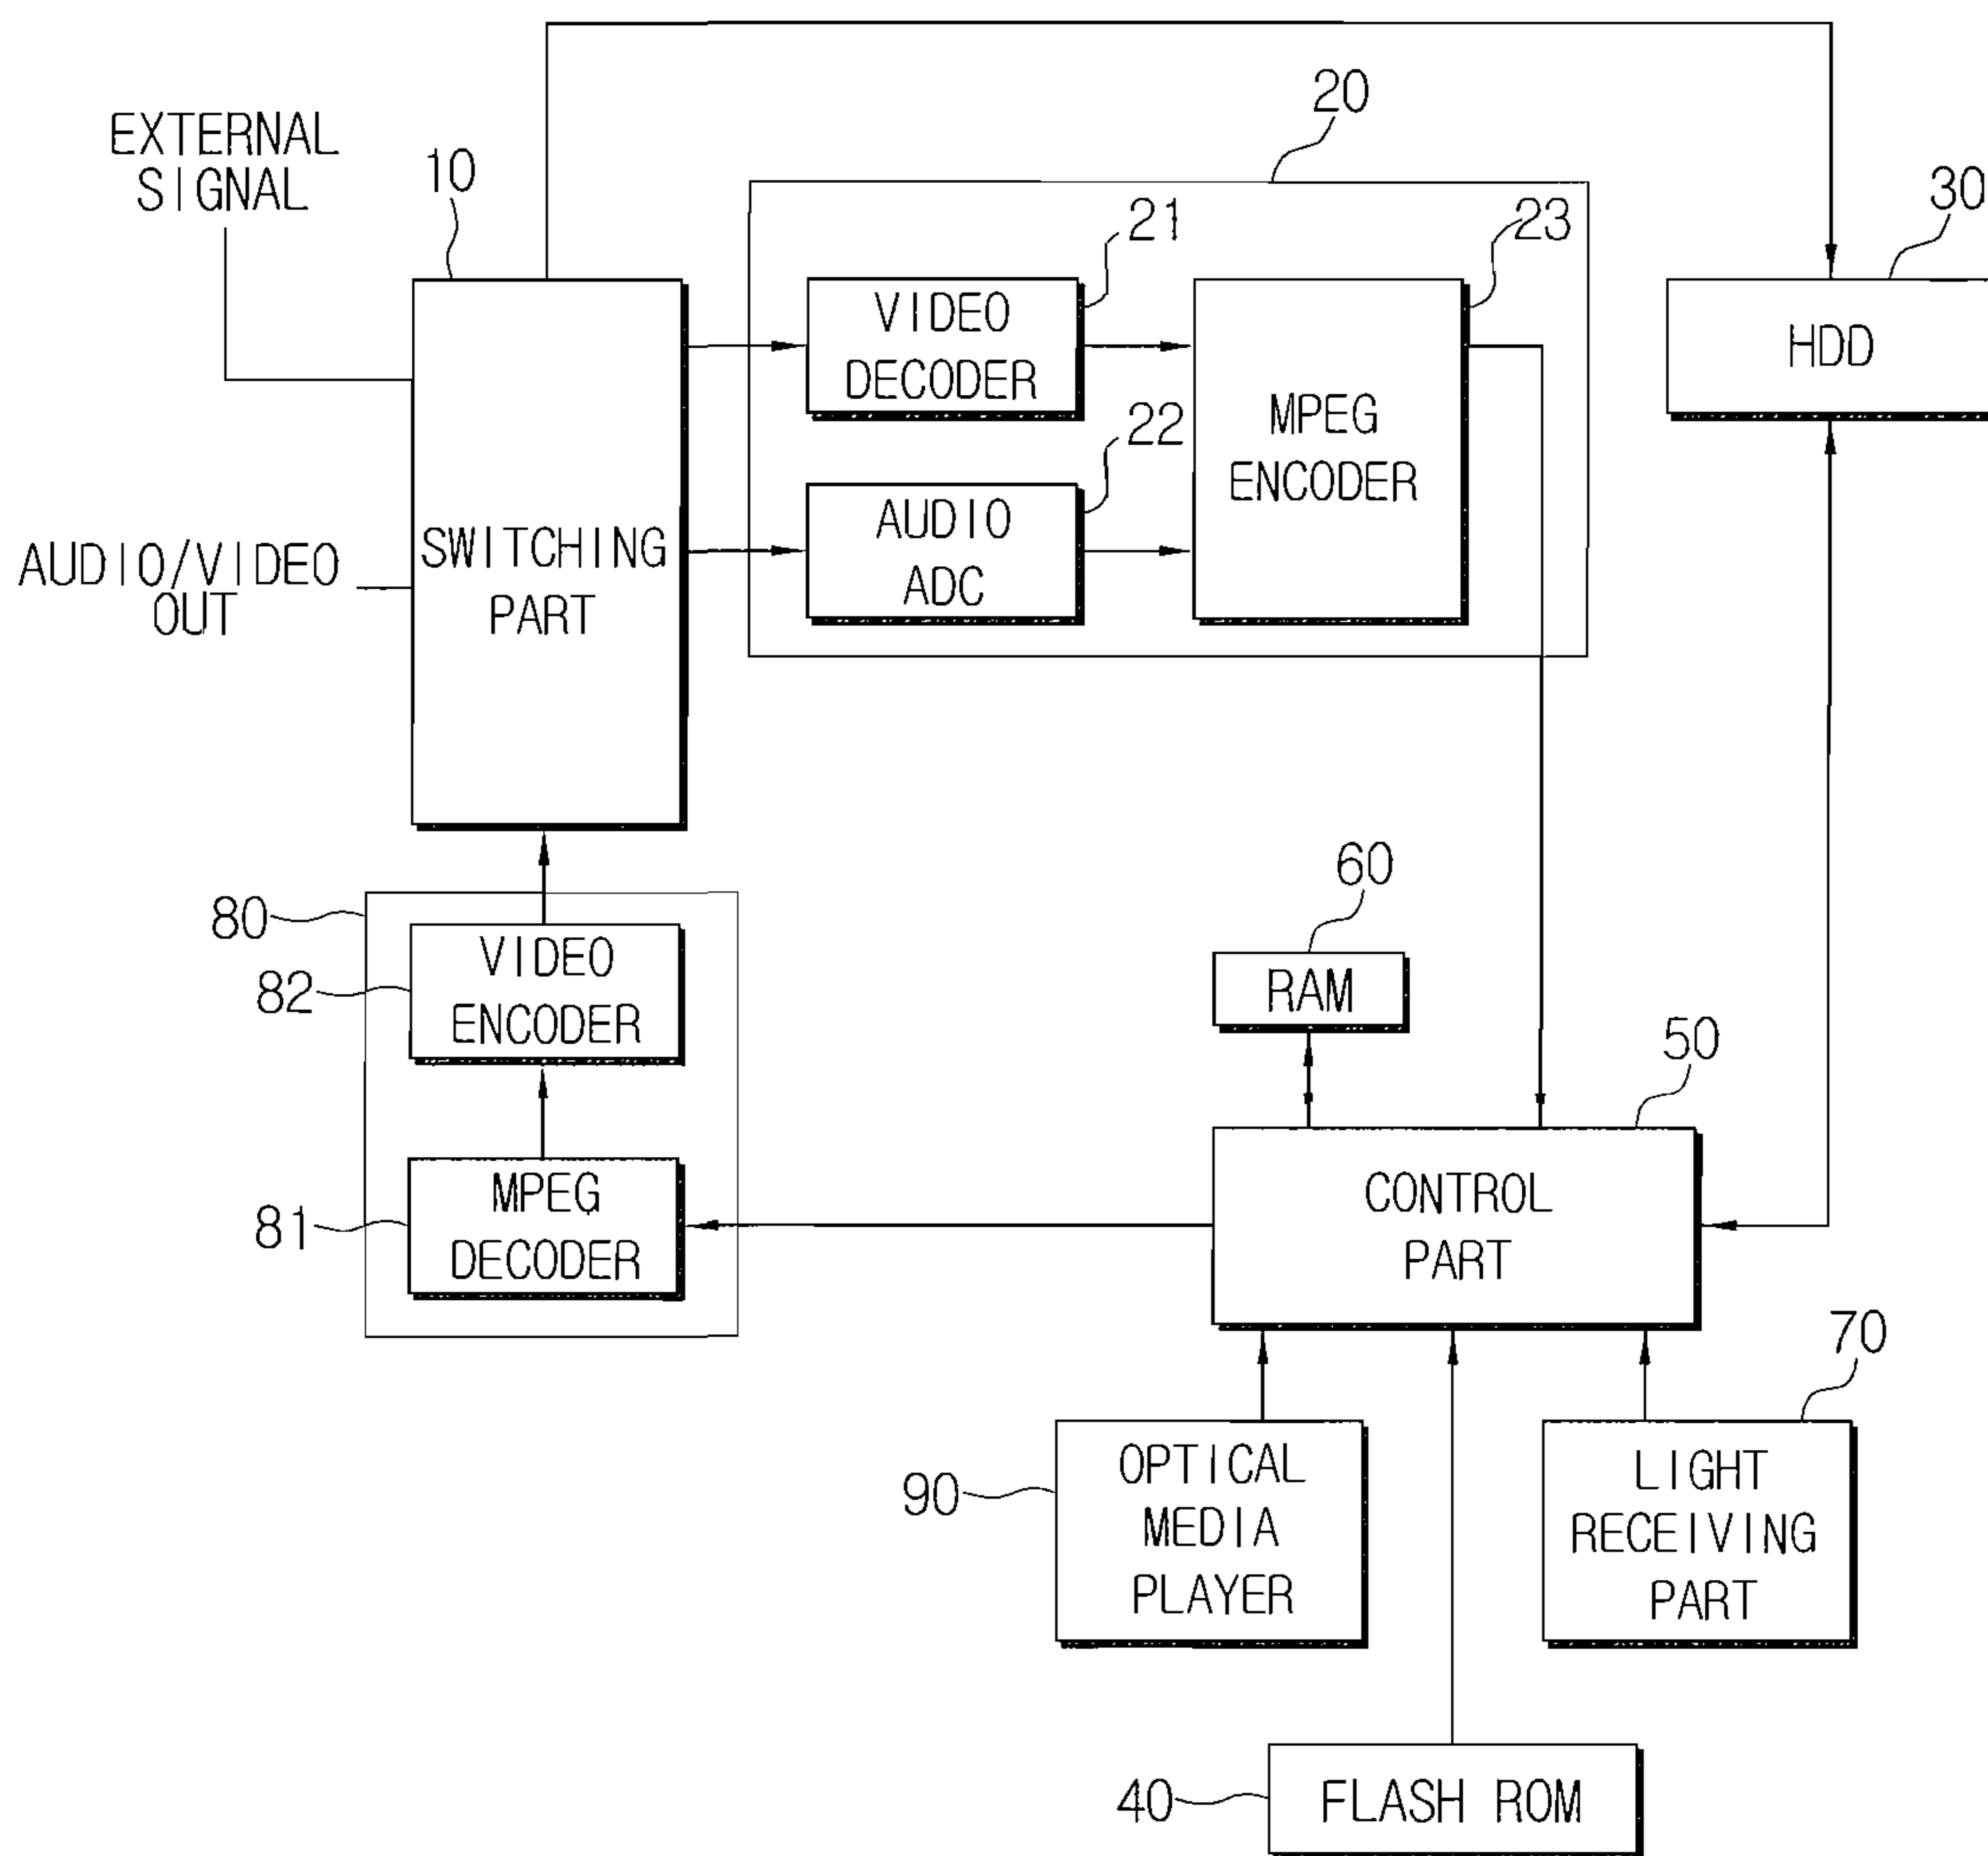 20
EXTERNAL
SIGNAL
10
30
21
23
VIDEO
DECODER
HDD
MPEG
ENCODER
22
AUDIO
ADC
SWITCHING
PART
AUDIO/VIDEO
OUT
60
80
VIDEO
ENCODER
82
RAM
50
MPEG
DECODER
81
CONTROL
PART
70
OPTICAL
MEDIA
PLAYER
90
LIGHT
RECEIVING
PART
40
FLASH ROM